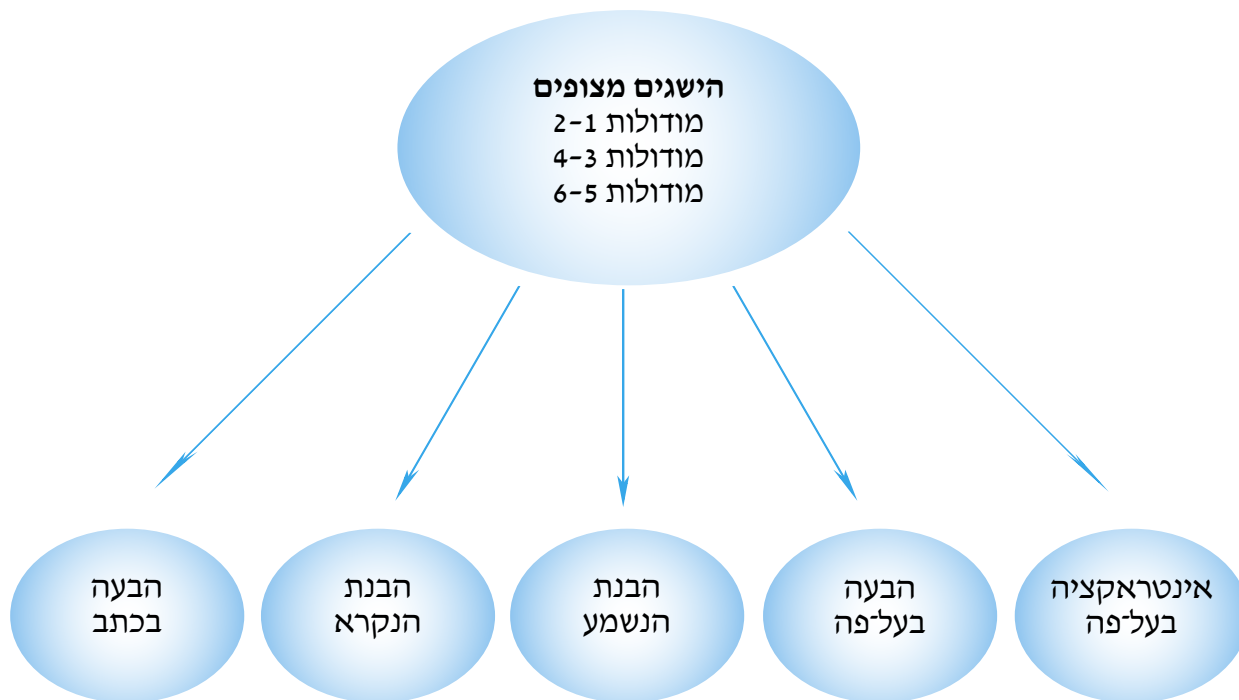 הישגים מצופים
מודולות 2-1
מודולות 4-3
מודולות 6-5
אינטראקציה
בעל־פה
הבעה
בעל־פה
הבנת
הנשמע
הבנת
הנקרא
הבעה
בכתב